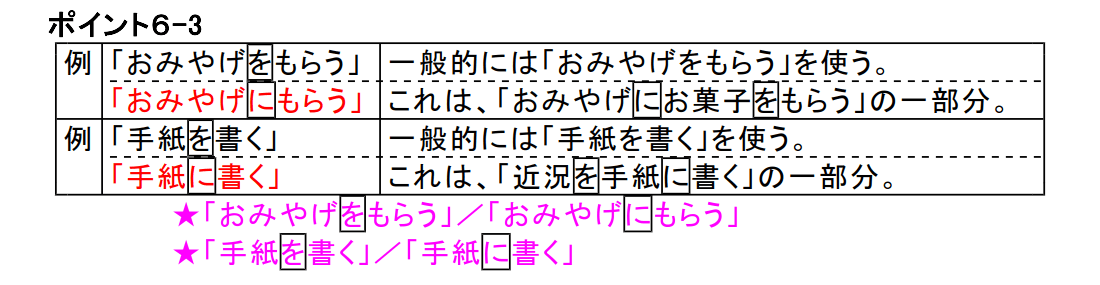 ポイント６-３
例 「おみやげをもらう」 一般的には「おみやげをもらう」を使う。
「おみやげにもらう」 これは、「おみやげにお菓子をもらう」の一部分。
例 「手紙を書く」 一般的には「手紙を書く」を使う。
「手紙に書く」 これは、「近況を手紙に書く」の一部分。
★「おみやげをもらう」／「おみやげにもらう」
★「手紙を書く」／「手紙に書く」